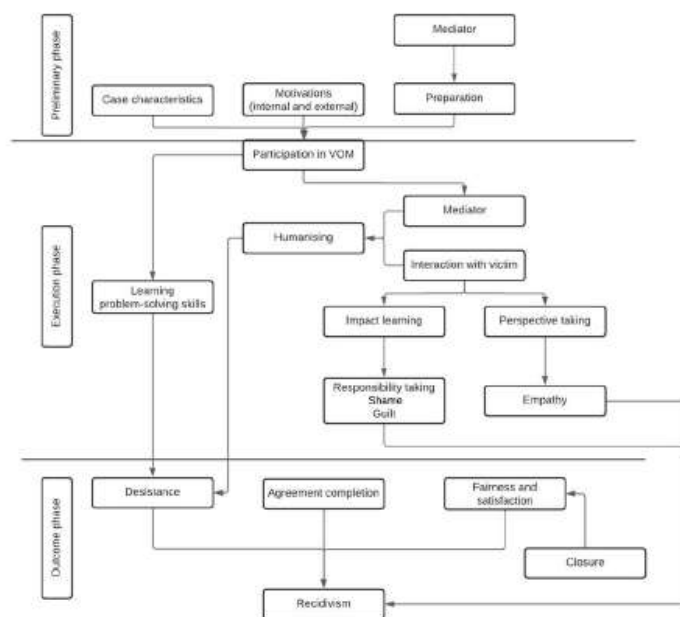 Preliminary phase
Mediator
Case characteristics
Motivations
(internal and external)
Preparation
Participation in VOM
Execution phase
Mediator
Humanising
Interaction with victim
Learning
problem-solving skills
Impact learning
Perspective taking
Responsibility taking
Shame
Guilt
Empathy
Outcome phase
Desistance
Agreement completion
Fairness and
satisfaction
Closure
Recidivism